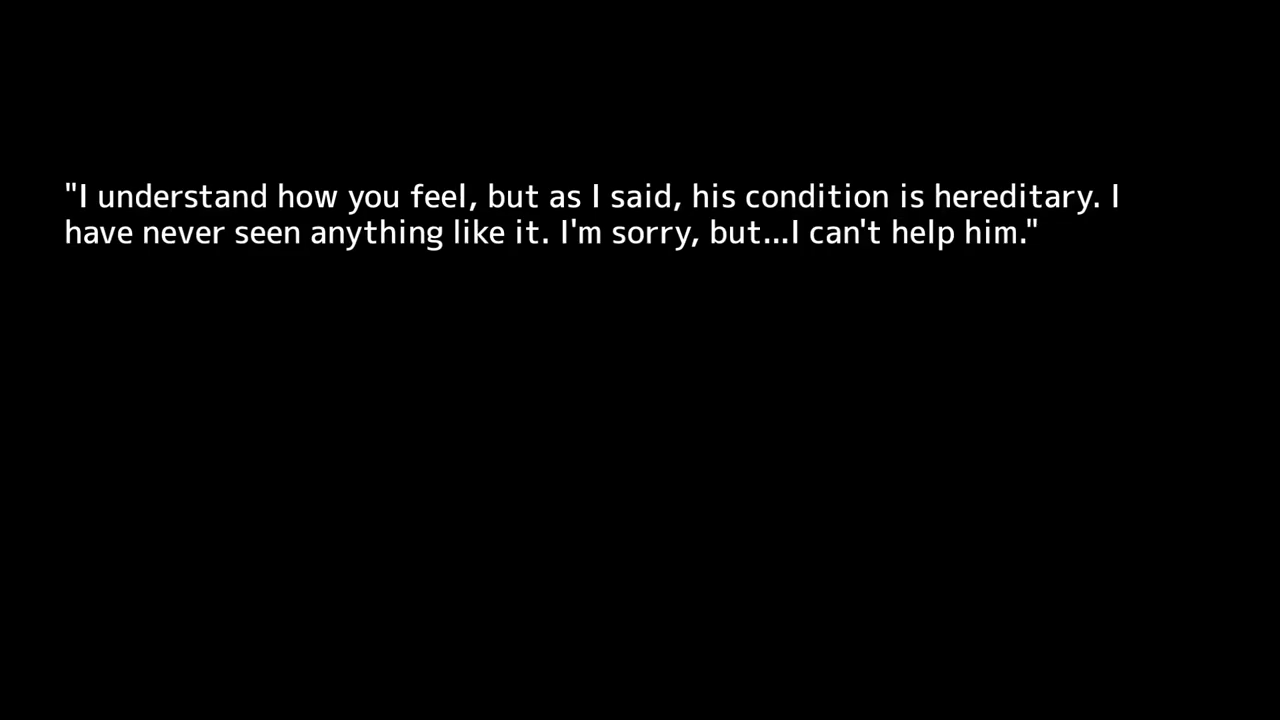 "I understand how you feel, but as I said, his condition is hereditary. I
have never seen anything like it. I'm sorry, but...I can't help him."